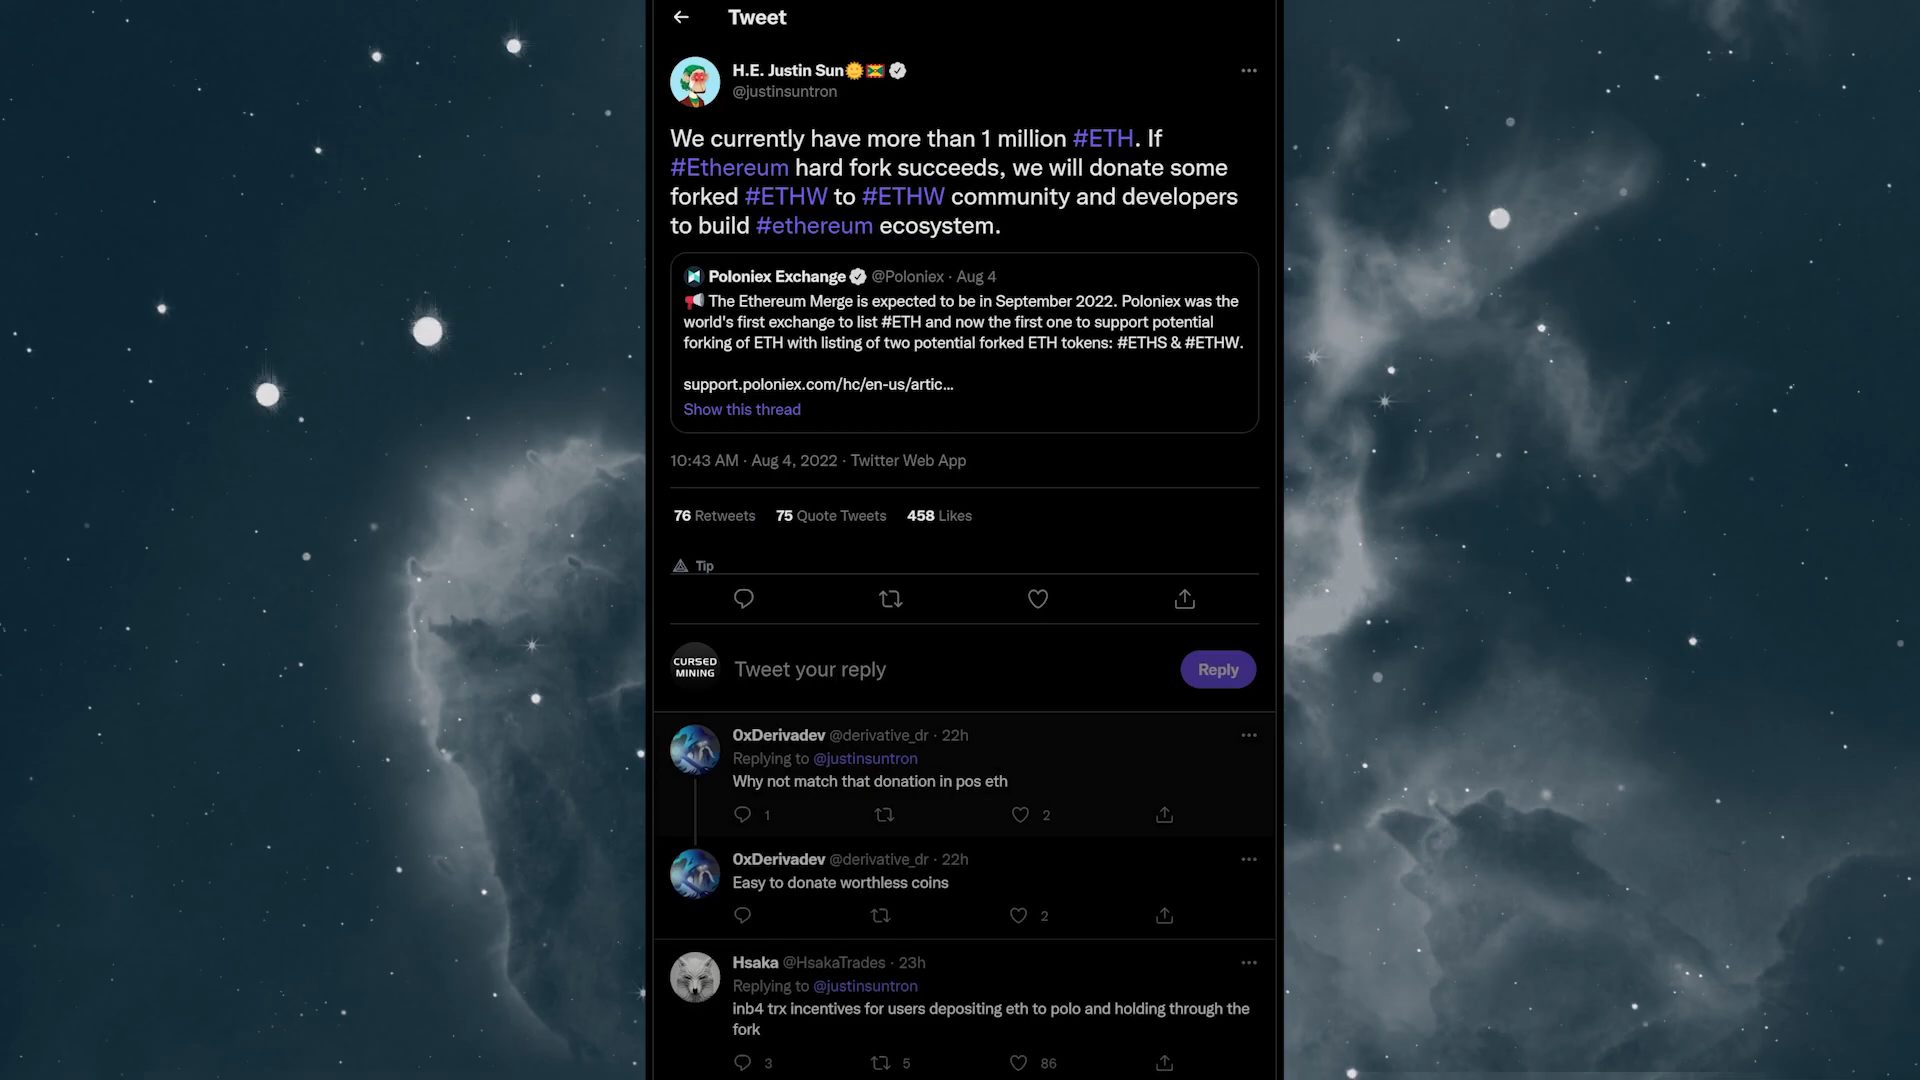 Tweet
H.E. Justin Sun
@justinsuntron
We currently have more than 1 million #ETH. If
#Ethereum hard fork succeeds, we will donate some
forked #ETHW to #ETHW community and developers
to build #ethereum ecosystem.
Poloniex Exchange @Poloniex · Aug 4
The Ethereum Merge is expected to be in September 2022. Poloniex was the
world's first exchange to list #ETH and now the first one to support potential
forking of ETH with listing of two potential forked ETH tokens: #ETHS & #ETHW.
support.poloniex.com/hc/en-us/artic...
Show this thread
10:43 AM · Aug 4, 2022 · Twitter Web App
76 Retweets 75 Quote Tweets 458 Likes
Tip
CURSED
MINING
Tweet your reply
Reply
0xDerivadev @derivative_dr · 22h
Replying to @justinsuntron
Why not match that donation in pos eth
1 2
0xDerivadev @derivative_dr · 22h
Easy to donate worthless coins
2
Hsaka @HsakaTrades · 23h
Replying to @justinsuntron
inb4 trx incentives for users depositing eth to polo and holding through the
fork
3 5 86